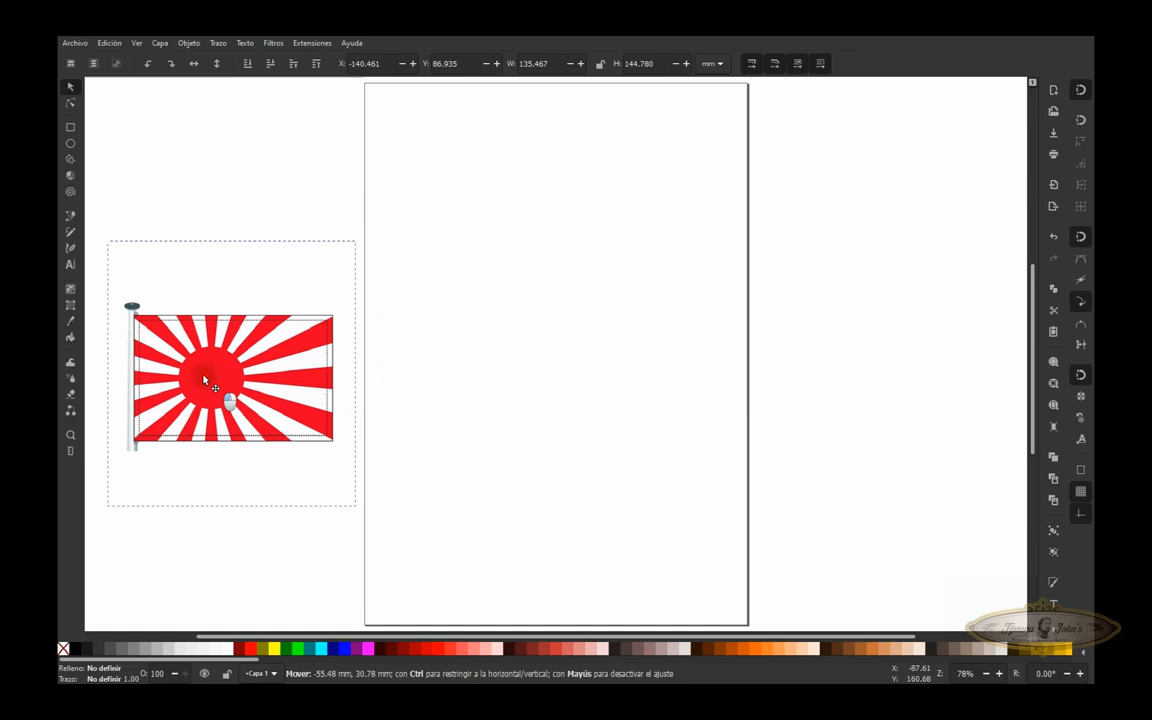 Archivo Edición Ver Capa Objeto Trazo Texto Filtros Extensiones Ayuda
X: -140.461 − + Y: 86.935 − + W: 135.467 − + H: 144.780 − + mm
Relleno: No definir
Trazo: No definir 1.00
O: 100 − + •Capa 1
Mover: -55.48 mm, 30.78 mm; con Ctrl para restringir a la horizontal/vertical; con Mayús para desactivar el ajuste
X: -87.61
Y: 160.68
Z: 78% − + R: 0.00° − +
Tijuana John's